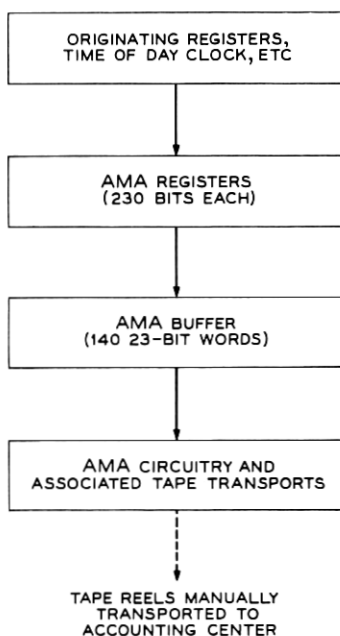 ORIGINATING REGISTERS,
TIME OF DAY CLOCK, ETC
AMA REGISTERS
(230 BITS EACH)
AMA BUFFER
(140 23-BIT WORDS)
AMA CIRCUITRY AND
ASSOCIATED TAPE TRANSPORTS
TAPE REELS MANUALLY
TRANSPORTED TO
ACCOUNTING CENTER